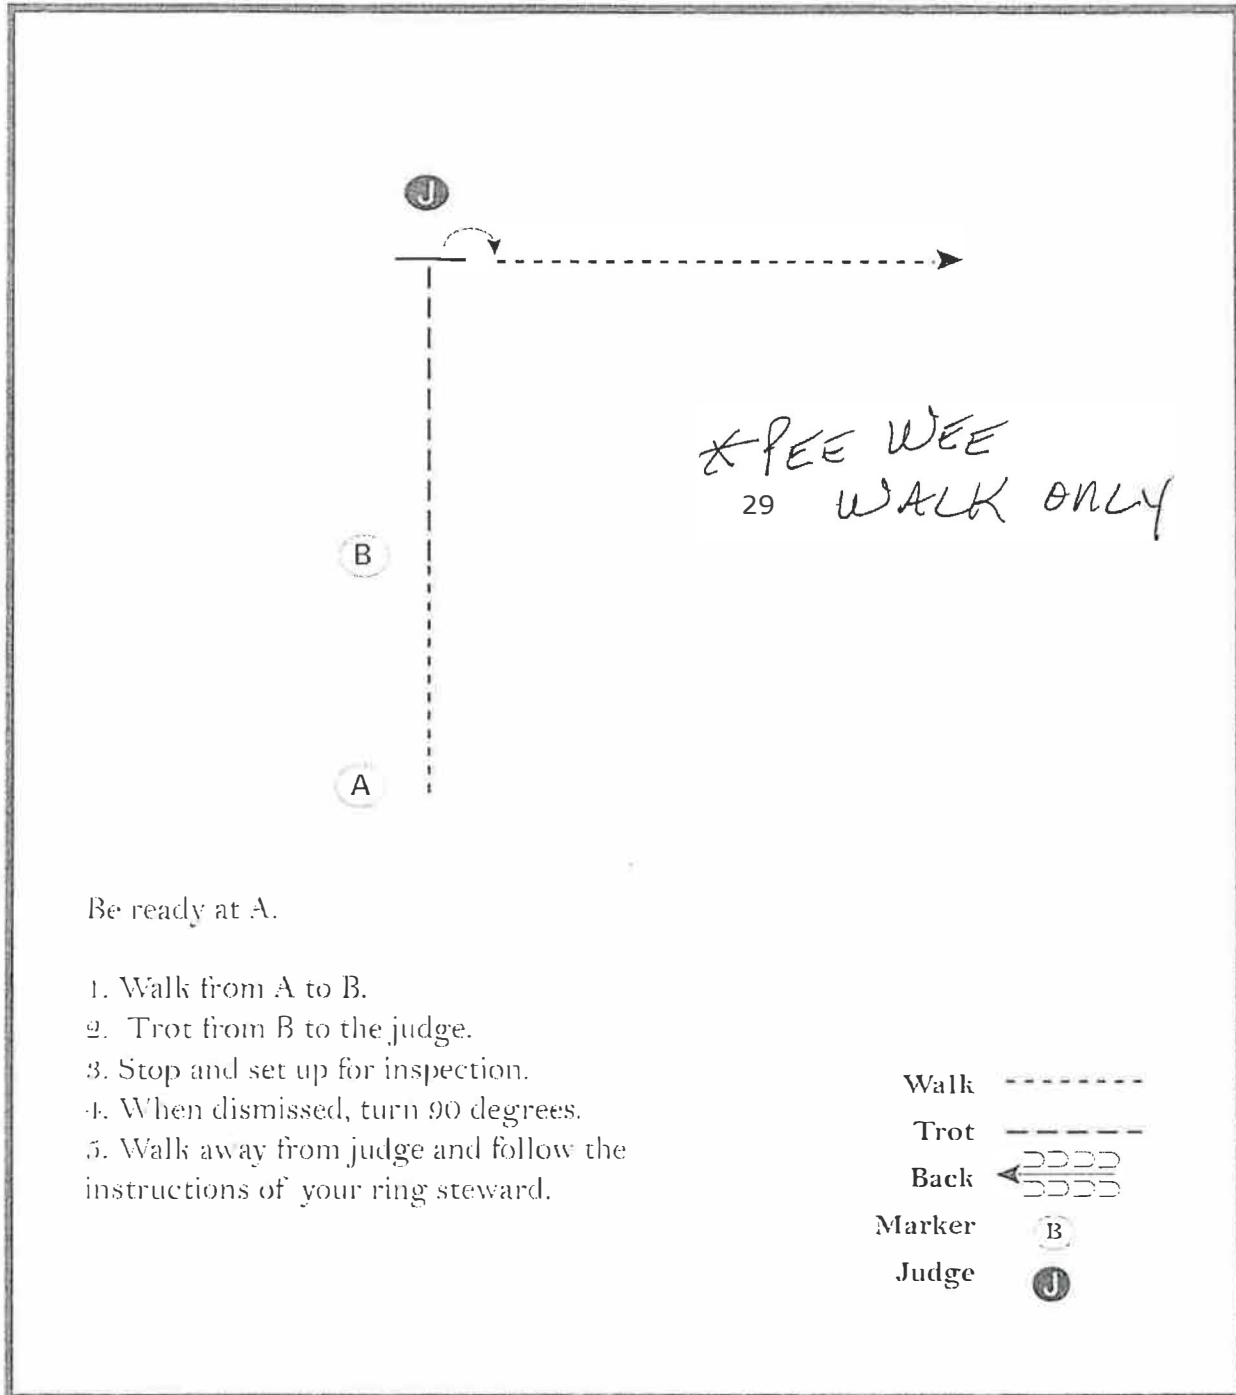 J
*PEE WEE
29 WALK ONLY
B
A
Be ready at A.
1. Walk from A to B.
2. Trot from B to the judge.
3. Stop and set up for inspection.
4. When dismissed, turn 90 degrees.
5. Walk away from judge and follow the
instructions of your ring steward.
Walk
Trot
Back
Marker B
Judge J